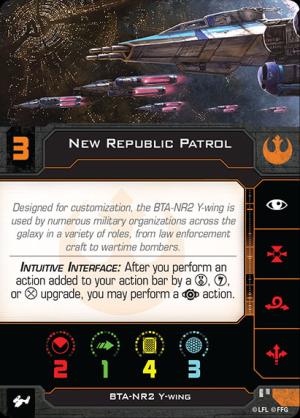 3
NEW REPUBLIC PATROL
Designed for customization, the BTA-NR2 Y-wing is
used by numerous military organizations across the
galaxy in a variety of roles, from law enforcement
craft to wartime bombers.
INTUITIVE INTERFACE: After you perform an
action added to your action bar by a , ,
or upgrade, you may perform a action.
2 1 4 3
BTA-NR2 Y-WING
© LFL © FFG